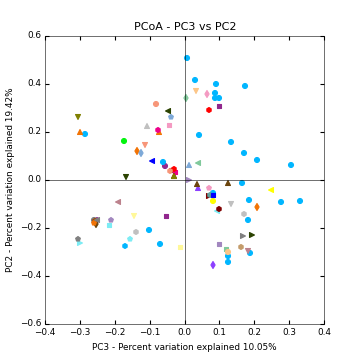 PCoA - PC3 vs PC2
0.6
0.4
0.2
0.0
−0.2
−0.4
−0.6
PC2 - Percent variation explained 19.42%
−0.4 −0.3 −0.2 −0.1 0.0 0.1 0.2 0.3 0.4
PC3 - Percent variation explained 10.05%